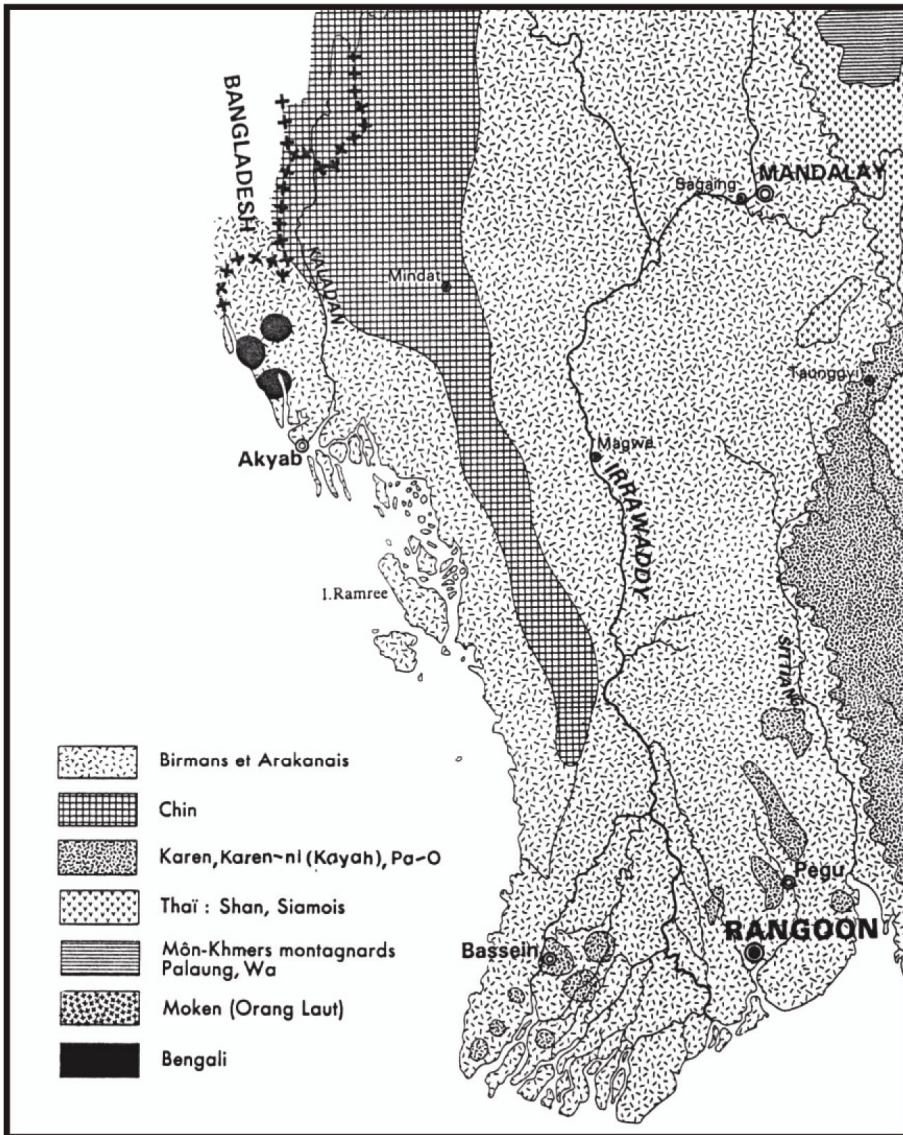 BANGLADESH
KALADAN
Mindat
Sagaing
MANDALAY
Taunggyi
Akyab
Magwe
IRRAWADDY
I.Ramree
SITTANG
Pegu
RANGOON
Bassein
Birmans et Arakanais
Chin
Karen, Karen-ni (Kayah), Pa-O
Thaï : Shan, Siamois
Môn-Khmers montagnards
Palaung, Wa
Moken (Orang Laut)
Bengali